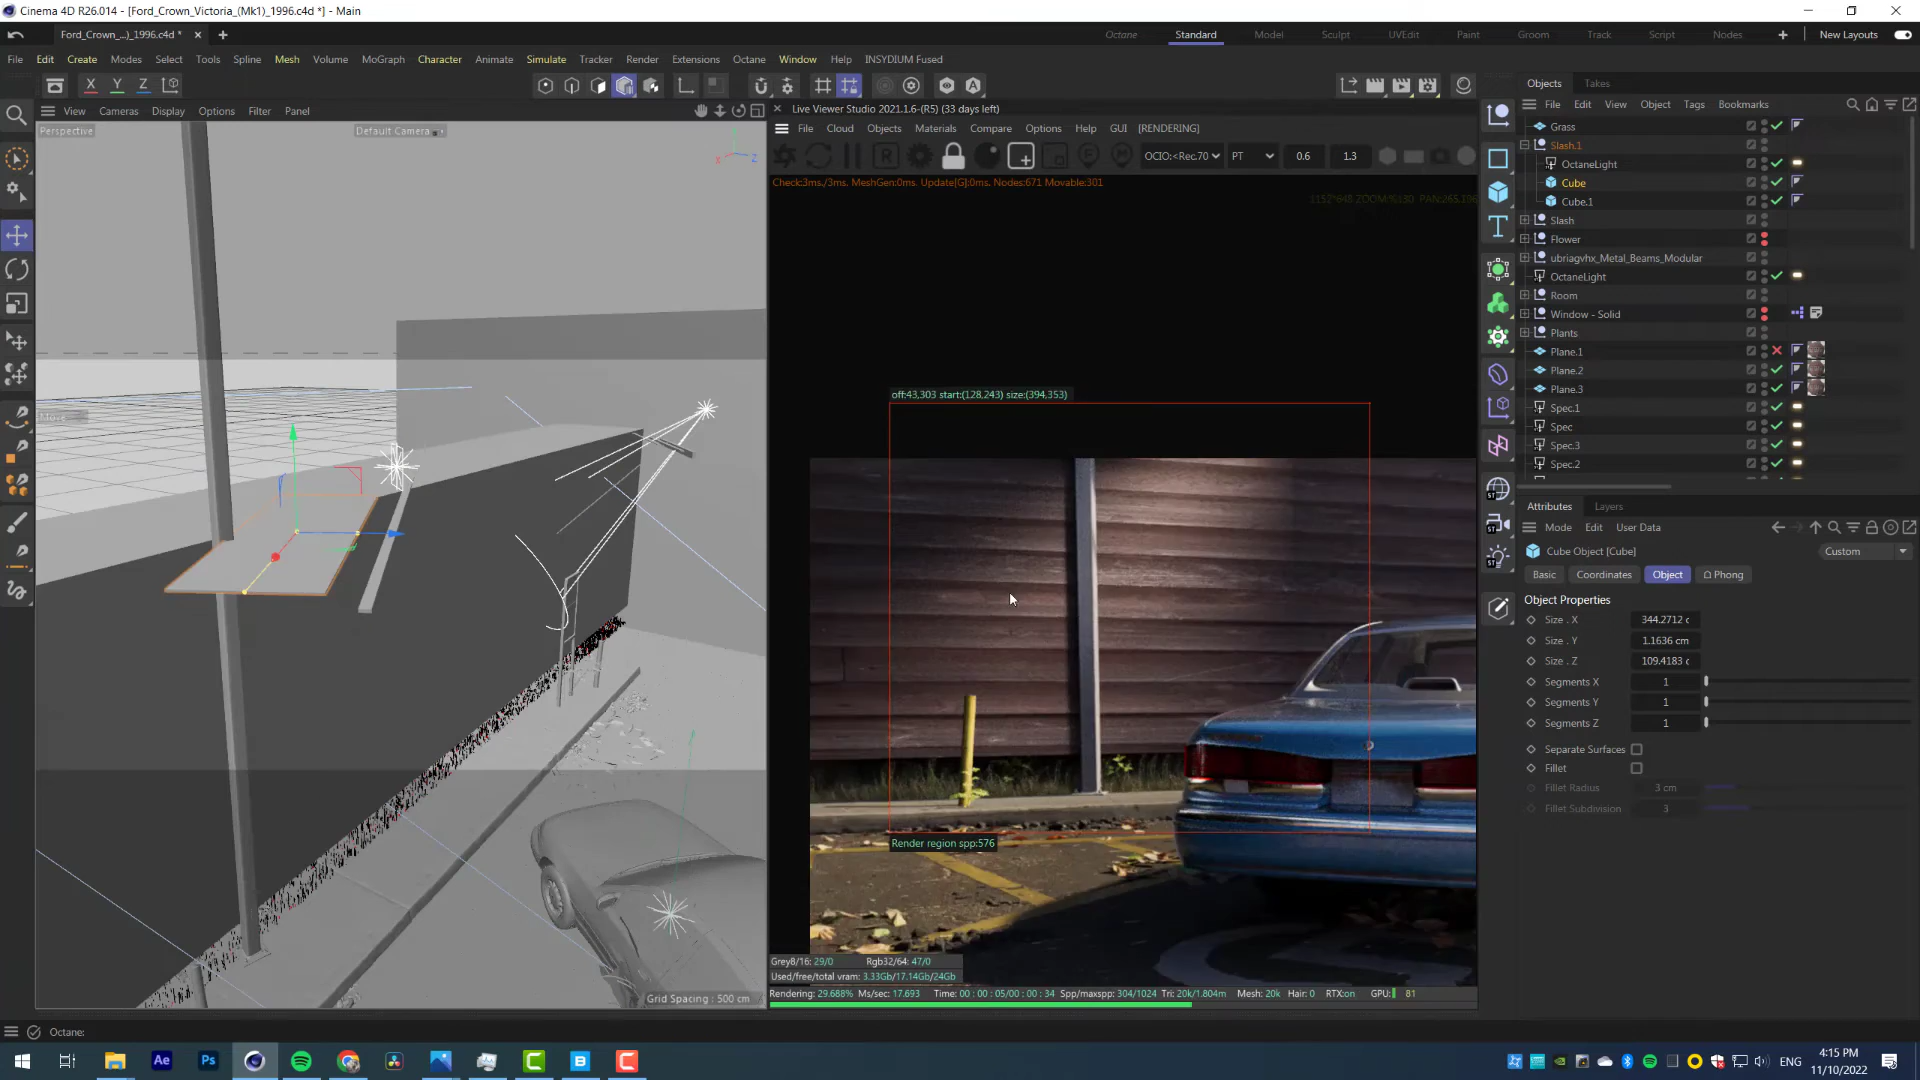 Cinema 4D R26.014 - [Ford_Crown_Victoria_(Mk1)_1996.c4d *] - Main
Ford_Crown_...)_1996.c4d *
Octane Standard Model Sculpt UVEdit Paint Groom Track Script Nodes New Layouts
File Edit Create Modes Select Tools Spline Mesh Volume MoGraph Character Animate Simulate Tracker Render Extensions Octane Window Help INSYDIUM Fused
X Y Z
View Cameras Display Options Filter Panel
Perspective
Default Camera
Move
Grid Spacing : 500 cm
Live Viewer Studio 2021.1.6-(R5) (33 days left)
File Cloud Objects Materials Compare Options Help GUI [RENDERING]
OCIO:<Rec.70 PT 0.6 1.3
Check:3ms./3ms. MeshGen:0ms. Update[G]:0ms. Nodes:671 Movable:301
1152*648 ZOOM:%130
off:43,303 start:(128,243) size:(394,353)
Render region spp:576
Grey8/16: 29/0 Rgb32/64: 47/0
Used/free/total vram: 3.33Gb/17.14Gb/24Gb
Rendering: 29.688% Ms/sec: 17.693 Time: 00 : 00 : 05/00 : 00 : 34 Spp/maxspp: 304/1024 Tri: 20k/1.804m Mesh: 20k Hair: 0 RTX:on GPU: 81
Objects Takes
File Edit View Object Tags Bookmarks
Grass
Slash.1
OctaneLight
Cube
Cube.1
Slash
Flower
ubriagvhx_Metal_Beams_Modular
OctaneLight
Room
Window - Solid
Plants
Plane.1
Plane.2
Plane.3
Spec.1
Spec
Spec.3
Spec.2
Attributes Layers
Mode Edit User Data
Cube Object [Cube] Custom
Basic Coordinates Object Phong
Object Properties
Size . X 344.2712 c
Size . Y 1.1636 cm
Size . Z 109.4183 c
Segments X 1
Segments Y 1
Segments Z 1
Separate Surfaces
Fillet
Fillet Radius 3 cm
Fillet Subdivision 3
Octane:
Ae Ps
ENG
4:15 PM
11/10/2022